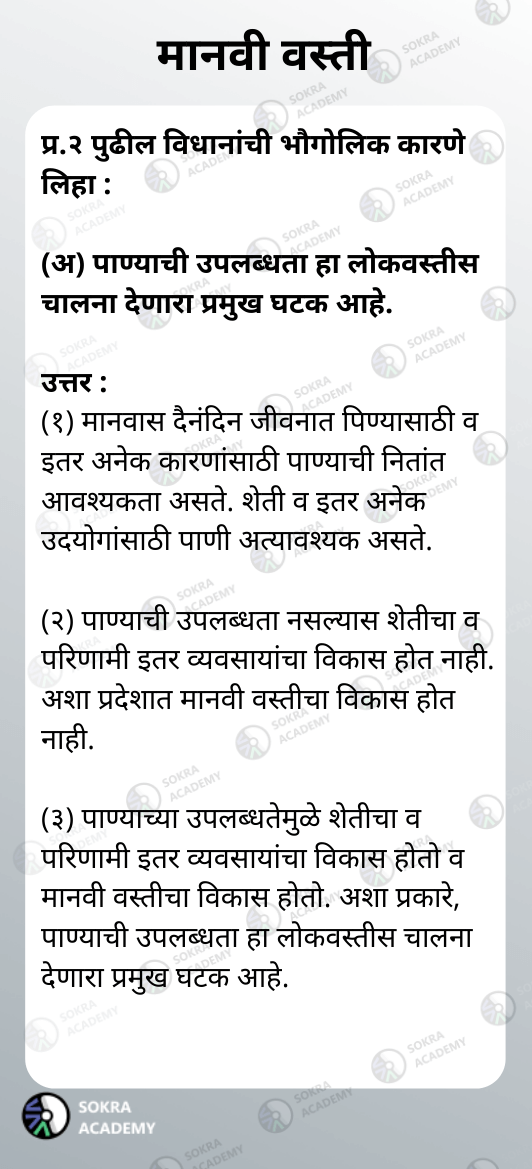 मानवी वस्ती
प्र.२ पुढील विधानांची भौगोलिक कारणे
लिहा :
(अ) पाण्याची उपलब्धता हा लोकवस्तीस
चालना देणारा प्रमुख घटक आहे.
उत्तर :
(१) मानवास दैनंदिन जीवनात पिण्यासाठी व
इतर अनेक कारणांसाठी पाण्याची नितांत
आवश्यकता असते. शेती व इतर अनेक
उदयोगांसाठी पाणी अत्यावश्यक असते.
(२) पाण्याची उपलब्धता नसल्यास शेतीचा व
परिणामी इतर व्यवसायांचा विकास होत नाही.
अशा प्रदेशात मानवी वस्तीचा विकास होत
नाही.
(३) पाण्याच्या उपलब्धतेमुळे शेतीचा व
परिणामी इतर व्यवसायांचा विकास होतो व
मानवी वस्तीचा विकास होतो. अशा प्रकारे,
पाण्याची उपलब्धता हा लोकवस्तीस चालना
देणारा प्रमुख घटक आहे.
SOKRA
ACADEMY